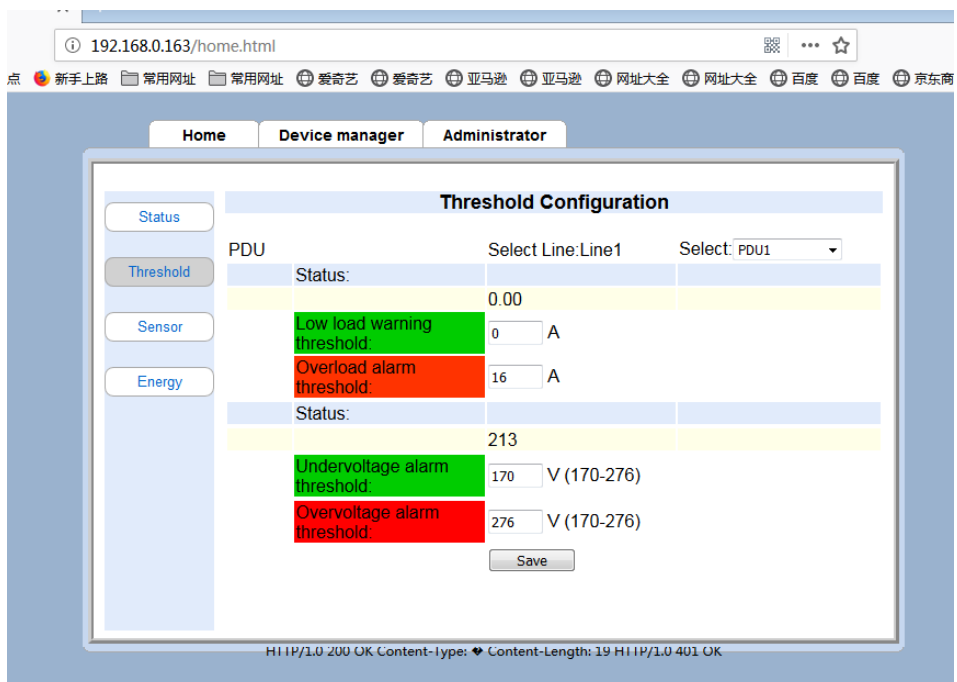 192.168.0.163/home.html
点 新手上路 常用网址 常用网址 爱奇艺 爱奇艺 亚马逊 亚马逊 网址大全 网址大全 百度 百度 京东商
Home Device manager Administrator
Threshold Configuration
Status
Threshold
Sensor
Energy
PDU Select Line:Line1 Select: PDU1
Status:
0.00
Low load warning
threshold: 0 A
Overload alarm
threshold: 16 A
Status:
213
Undervoltage alarm
threshold: 170 V (170-276)
Overvoltage alarm
threshold: 276 V (170-276)
Save
HTTP/1.0 200 OK Content-Type: � Content-Length: 19 HTTP/1.0 401 OK